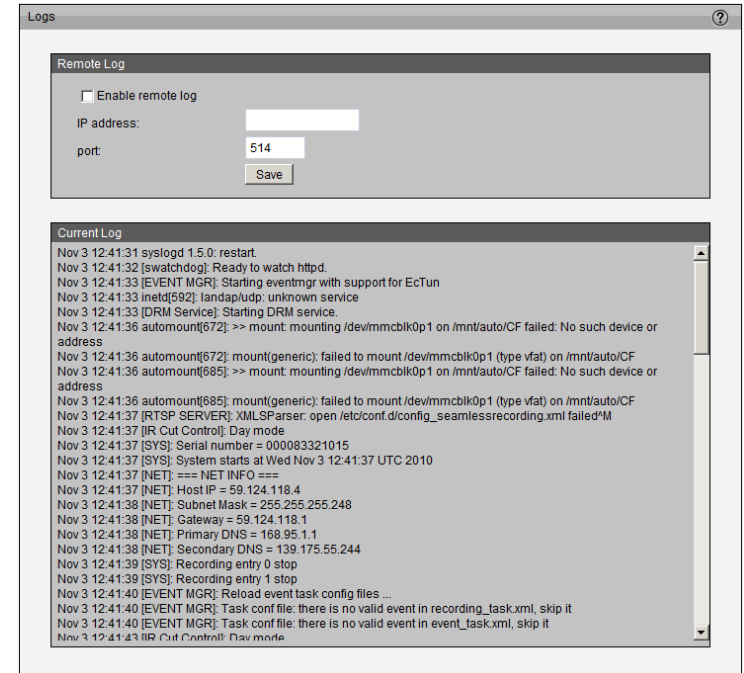 Logs
Remote Log
Enable remote log
IP address:
port:
514
Save
Current Log
Nov 3 12:41:31 syslogd 1.5.0: restart.
Nov 3 12:41:32 [swatchdog]: Ready to watch httpd.
Nov 3 12:41:33 [EVENT MGR]: Starting eventmgr with support for EcTun
Nov 3 12:41:33 inetd[592]: landap/udp: unknown service
Nov 3 12:41:33 [DRM Service]: Starting DRM service.
Nov 3 12:41:36 automount[672]: >> mount: mounting /dev/mmcblk0p1 on /mnt/auto/CF failed: No such device or
address
Nov 3 12:41:36 automount[672]: mount(generic): failed to mount /dev/mmcblk0p1 (type vfat) on /mnt/auto/CF
Nov 3 12:41:36 automount[685]: >> mount: mounting /dev/mmcblk0p1 on /mnt/auto/CF failed: No such device or
address
Nov 3 12:41:36 automount[685]: mount(generic): failed to mount /dev/mmcblk0p1 (type vfat) on /mnt/auto/CF
Nov 3 12:41:37 [RTSP SERVER]: XMLSParser: open /etc/conf.d/config_seamlessrecording.xml failed^M
Nov 3 12:41:37 [IR Cut Control]: Day mode
Nov 3 12:41:37 [SYS]: Serial number = 000083321015
Nov 3 12:41:37 [SYS]: System starts at Wed Nov 3 12:41:37 UTC 2010
Nov 3 12:41:37 [NET]: === NET INFO ===
Nov 3 12:41:37 [NET]: Host IP = 59.124.118.4
Nov 3 12:41:38 [NET]: Subnet Mask = 255.255.255.248
Nov 3 12:41:38 [NET]: Gateway = 59.124.118.1
Nov 3 12:41:38 [NET]: Primary DNS = 168.95.1.1
Nov 3 12:41:38 [NET]: Secondary DNS = 139.175.55.244
Nov 3 12:41:39 [SYS]: Recording entry 0 stop
Nov 3 12:41:39 [SYS]: Recording entry 1 stop
Nov 3 12:41:40 [EVENT MGR]: Reload event task config files ...
Nov 3 12:41:40 [EVENT MGR]: Task conf file: there is no valid event in recording_task.xml, skip it
Nov 3 12:41:40 [EVENT MGR]: Task conf file: there is no valid event in event_task.xml, skip it
Nov 3 12:41:43 [IR Cut Control]: Day mode